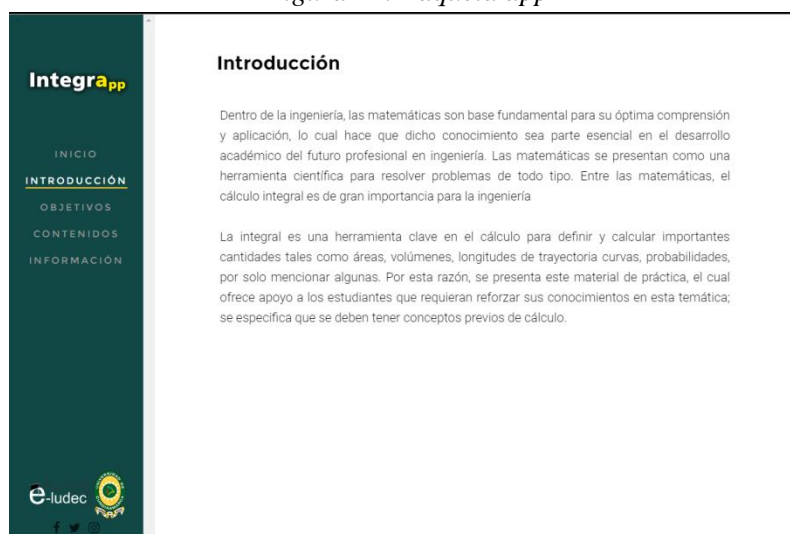 Integrapp
INICIO
INTRODUCCIÓN
OBJETIVOS
CONTENIDOS
INFORMACIÓN
e-ludec
Introducción
Dentro de la ingeniería, las matemáticas son base fundamental para su óptima comprensión
y aplicación, lo cual hace que dicho conocimiento sea parte esencial en el desarrollo
académico del futuro profesional en ingeniería. Las matemáticas se presentan como una
herramienta científica para resolver problemas de todo tipo. Entre las matemáticas, el
cálculo integral es de gran importancia para la ingeniería
La integral es una herramienta clave en el cálculo para definir y calcular importantes
cantidades tales como áreas, volúmenes, longitudes de trayectoria curvas, probabilidades,
por solo mencionar algunas. Por esta razón, se presenta este material de práctica, el cual
ofrece apoyo a los estudiantes que requieran reforzar sus conocimientos en esta temática;
se especifica que se deben tener conceptos previos de cálculo.